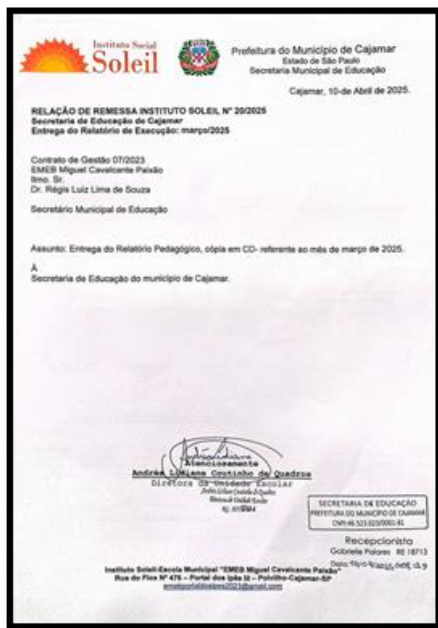 Instituto Social
Soleil
Prefeitura do Município de Cajamar
Estado de São Paulo
Secretaria Municipal de Educação
Cajamar, 10-de Abril de 2025.
RELAÇÃO DE REMESSA INSTITUTO SOLEIL N° 20/2025
Secretaria de Educação de Cajamar
Entrega do Relatório de Execução: março/2025
Contrato de Gestão 07/2023
EMEB Miguel Cavalcante Paixão
Ilmo. Sr.
Dr. Régis Luiz Lima de Souza
Secretário Municipal de Educação
Assunto: Entrega do Relatório Pedagógico, cópia em CD- referente ao mês de março de 2025.
À
Secretaria de Educação do município de Cajamar.
Atenciosamente
Andréa Lidiane Coutinho de Quadros
Diretora da Unidade Escolar
SECRETARIA DE EDUCAÇÃO
PREFEITURA DO MUNICÍPIO DE CAJAMAR
Recepcionista
RE 18713
Instituto Soleil-Escola Municipal "EMEB Miguel Cavalcante Paixão"
Rua do Flox N° 476 – Portal dos Ipês III – Polvilho-Cajamar-SP